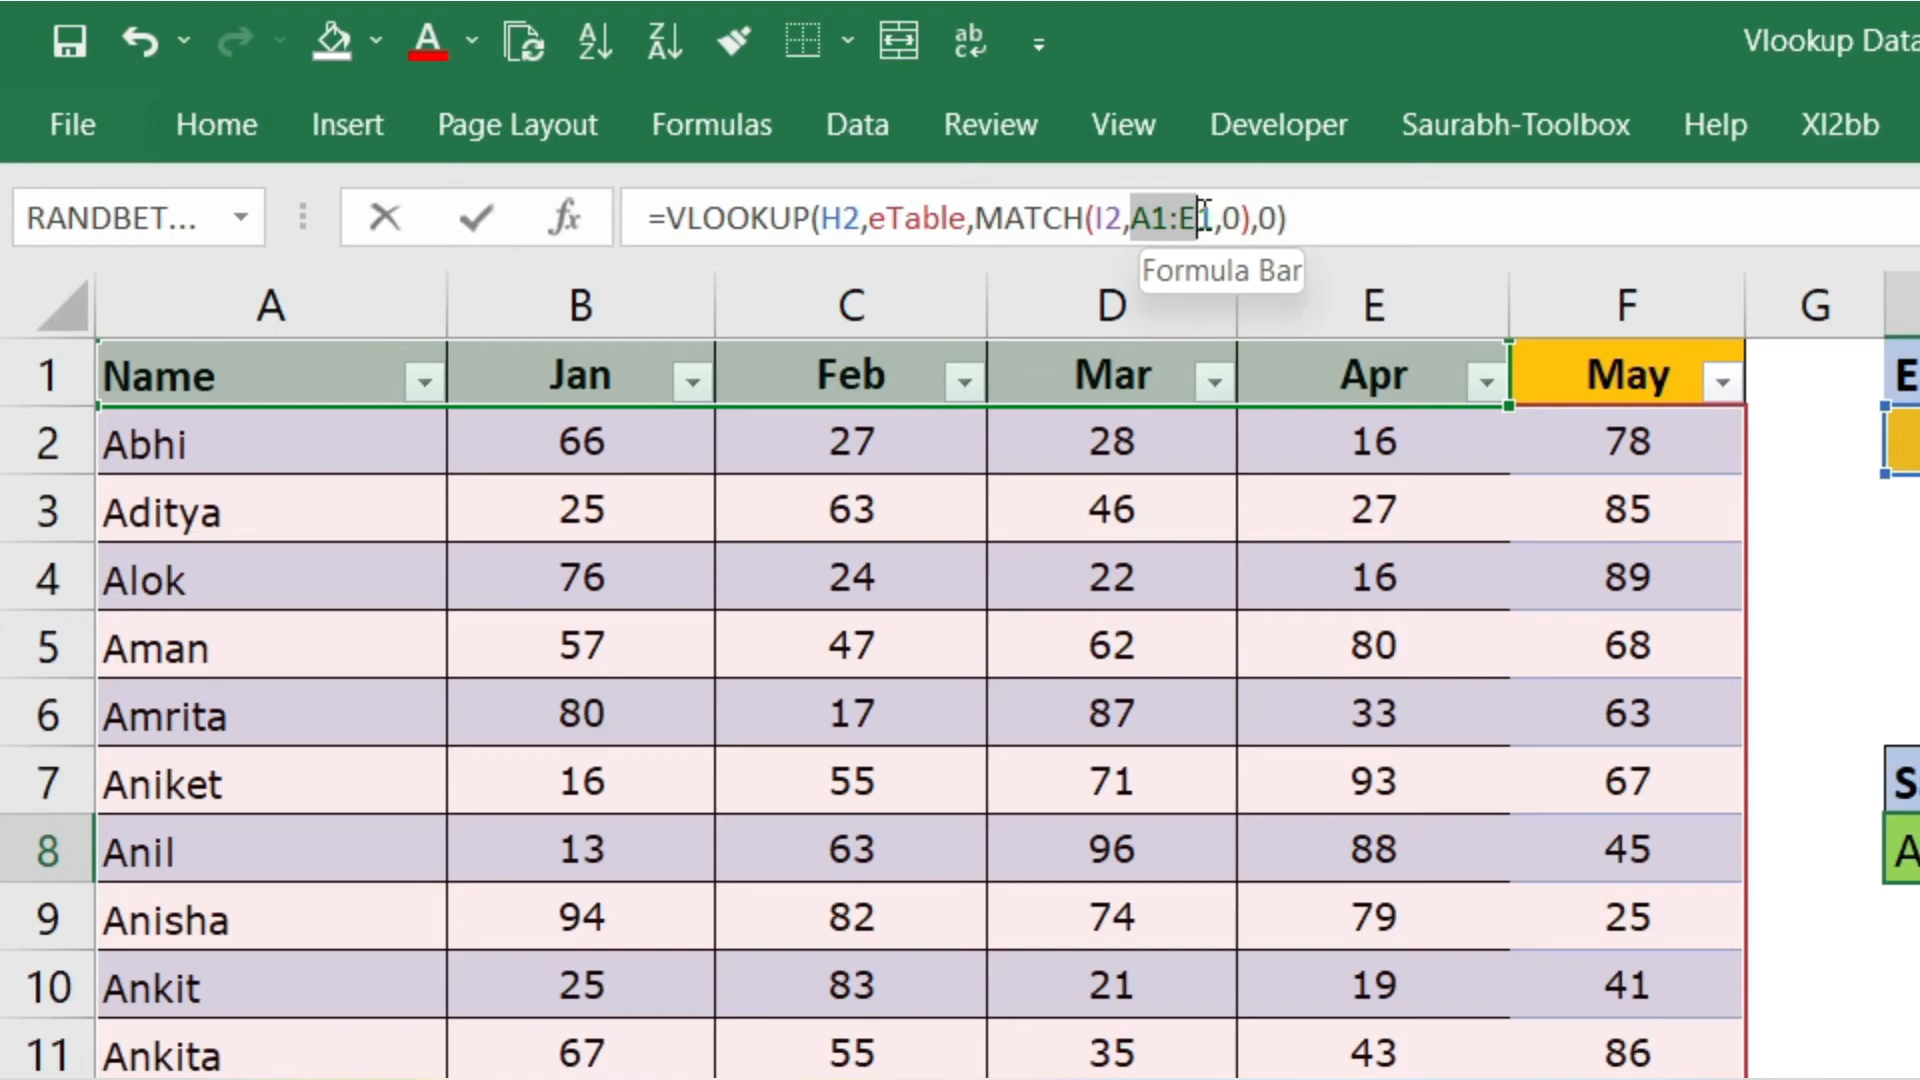 Vlookup Data
File Home Insert Page Layout Formulas Data Review View Developer Saurabh-Toolbox Help Xl2bb
RANDBET... fx =VLOOKUP(H2,eTable,MATCH(I2,A1:E1,0),0)
Formula Bar
A B C D E F G
1 Name Jan Feb Mar Apr May E
2 Abhi 66 27 28 16 78
3 Aditya 25 63 46 27 85
4 Alok 76 24 22 16 89
5 Aman 57 47 62 80 68
6 Amrita 80 17 87 33 63
7 Aniket 16 55 71 93 67 S
8 Anil 13 63 96 88 45 A
9 Anisha 94 82 74 79 25
10 Ankit 25 83 21 19 41
11 Ankita 67 55 35 43 86